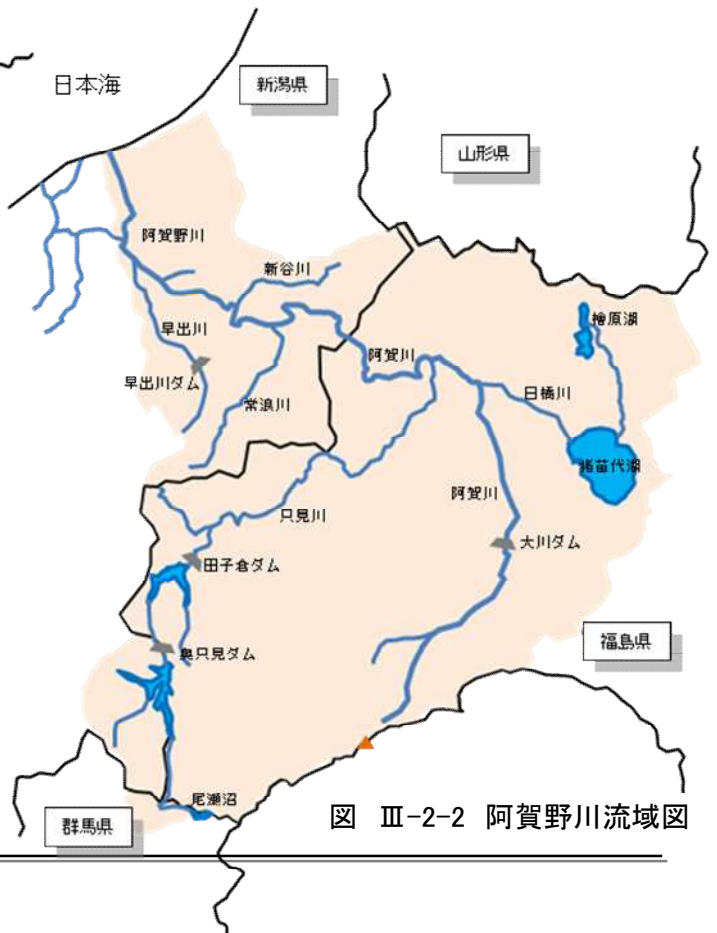 日本海
新潟県
山形県
阿賀野川
新谷川
檜原湖
早出川
阿賀川
早出川ダム
日橋川
常浪川
猪苗代湖
阿賀川
只見川
大川ダム
田子倉ダム
福島県
奥只見ダム
尾瀬沼
群馬県
図 Ⅲ-2-2 阿賀野川流域図